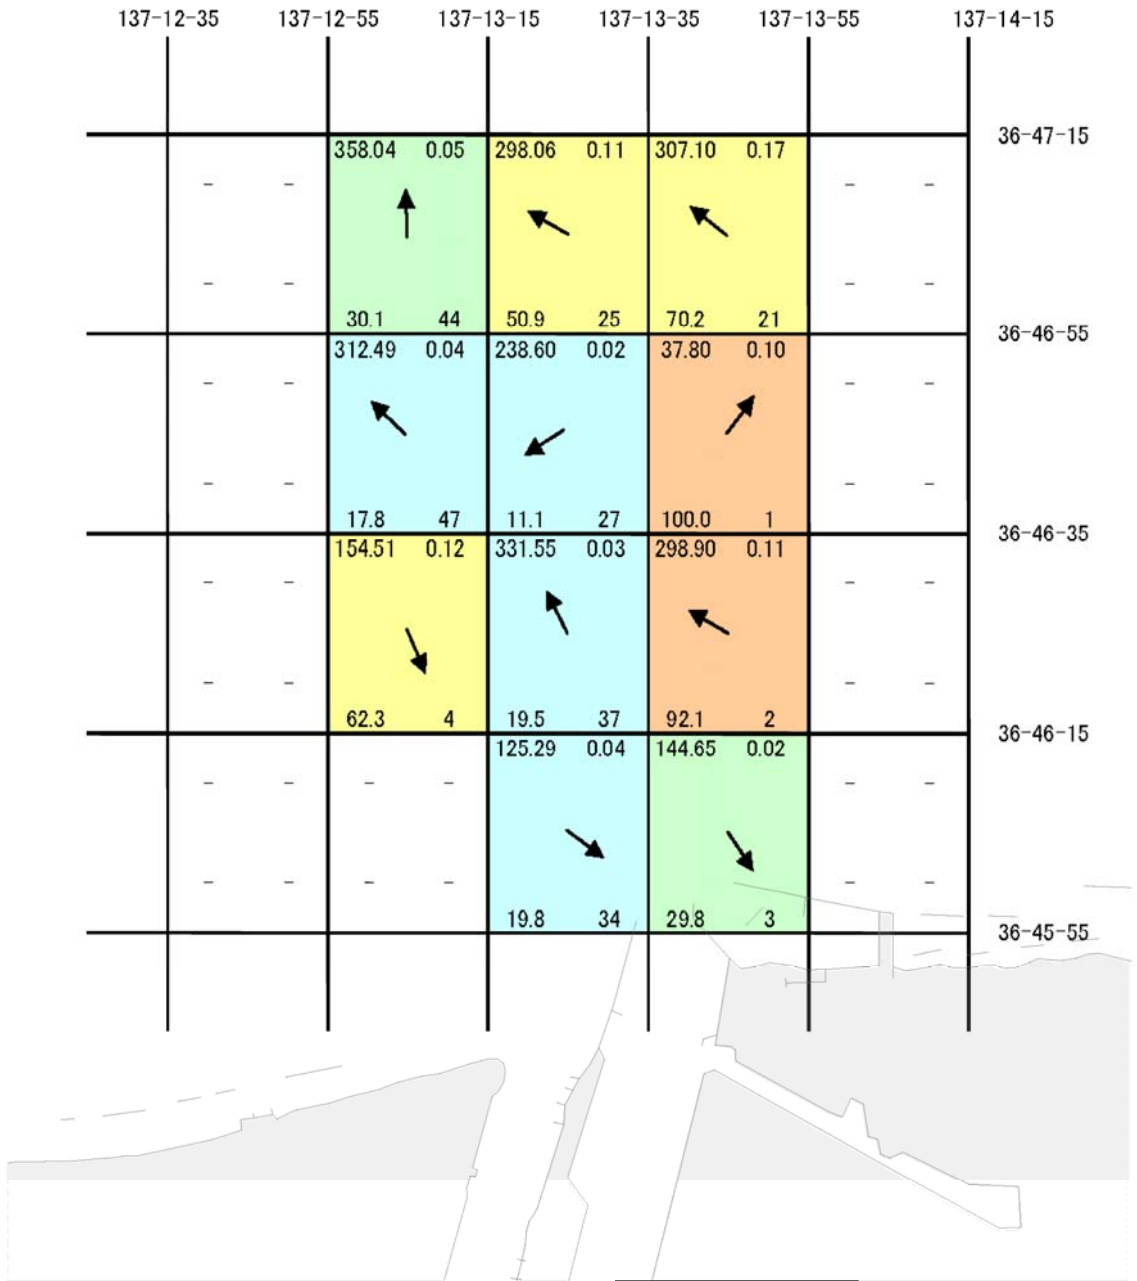 137-12-35 137-12-55 137-13-15 137-13-35 137-13-55 137-14-15
36-47-15
358.04 0.05 298.06 0.11 307.10 0.17
- - - -
- - - -
30.1 44 50.9 25 70.2 21
36-46-55
312.49 0.04 238.60 0.02 37.80 0.10
- - - -
- - - -
17.8 47 11.1 27 100.0 1
36-46-35
154.51 0.12 331.55 0.03 298.90 0.11
- - - -
- - - -
62.3 4 19.5 37 92.1 2
36-46-15
125.29 0.04 144.65 0.02
- - - - - -
- - - - - -
19.8 34 29.8 3
36-45-55